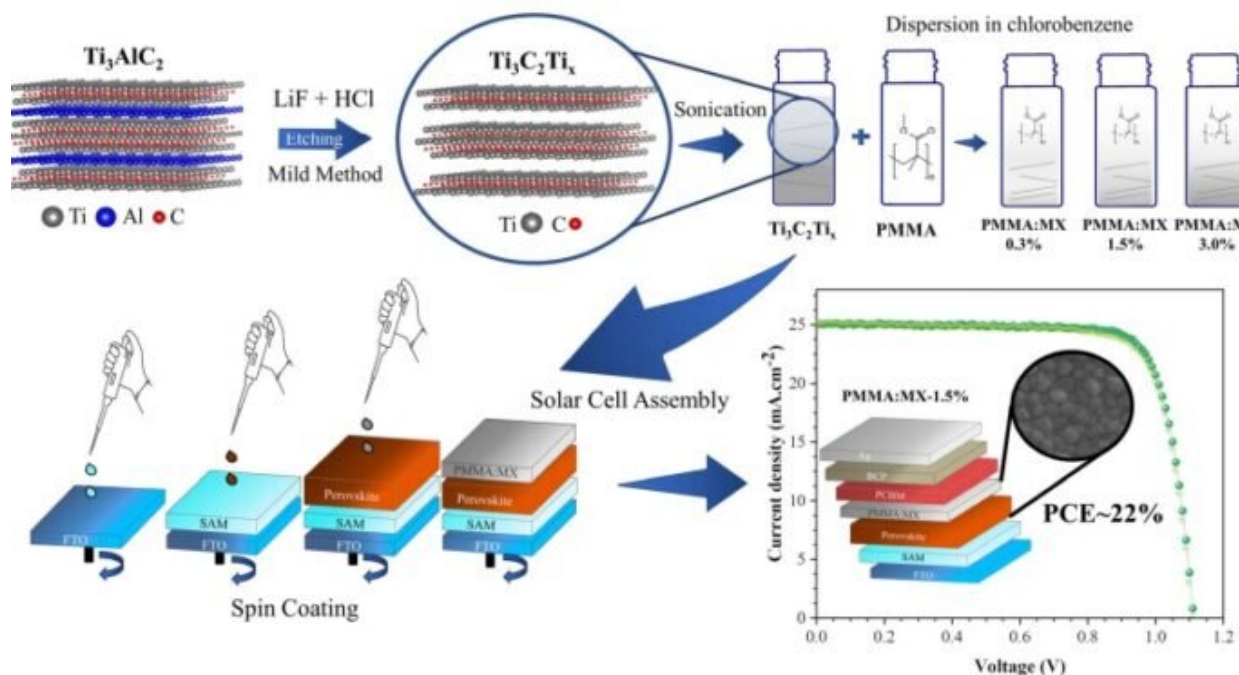 Ti₃AlC₂
LiF + HCl
Etching
Mild Method
Ti Al C
Ti₃C₂Tiₓ
Ti C
Sonication
Dispersion in chlorobenzene
Ti₃C₂Tiₓ
PMMA
PMMA:MX
0.3%
PMMA:MX
1.5%
PMMA:M
3.0%
FTO
SAM
FTO
Perovskite
SAM
FTO
PMMA:MX
Perovskite
SAM
FTO
Spin Coating
Solar Cell Assembly
Current density (mA.cm⁻²)
30
25
20
15
10
5
0
PMMA:MX-1.5%
Ag
BCP
PCBM
PMMA:MX
Perovskite
SAM
FTO
PCE~22%
0.0 0.2 0.4 0.6 0.8 1.0 1.2
Voltage (V)